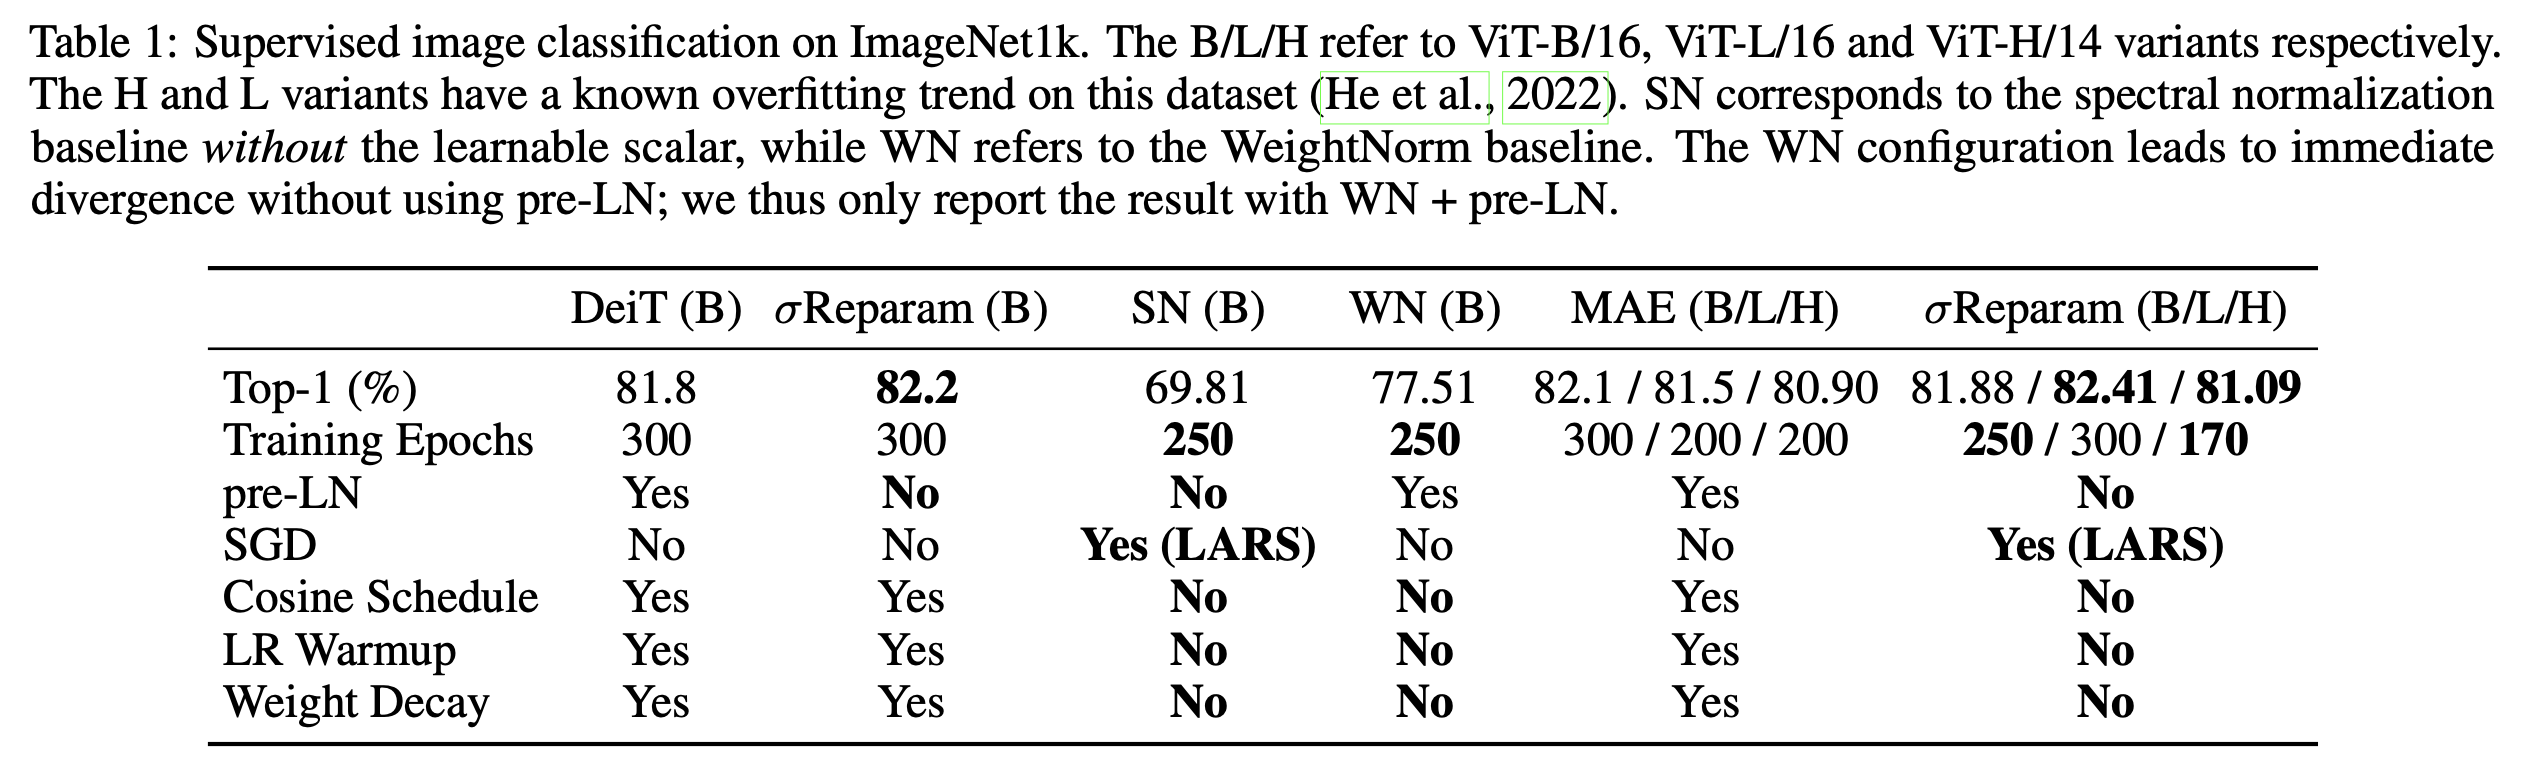 Table 1: Supervised image classification on ImageNet1k. The B/L/H refer to ViT-B/16, ViT-L/16 and ViT-H/14 variants respectively.
The H and L variants have a known overfitting trend on this dataset (He et al., 2022). SN corresponds to the spectral normalization
baseline without the learnable scalar, while WN refers to the WeightNorm baseline. The WN configuration leads to immediate
divergence without using pre-LN; we thus only report the result with WN + pre-LN.
DeiT (B) σReparam (B) SN (B) WN (B) MAE (B/L/H) σReparam (B/L/H)
Top-1 (%) 81.8 82.2 69.81 77.51 82.1 / 81.5 / 80.90 81.88 / 82.41 / 81.09
Training Epochs 300 300 250 250 300 / 200 / 200 250 / 300 / 170
pre-LN Yes No No Yes Yes No
SGD No No Yes (LARS) No No Yes (LARS)
Cosine Schedule Yes Yes No No Yes No
LR Warmup Yes Yes No No Yes No
Weight Decay Yes Yes No No Yes No